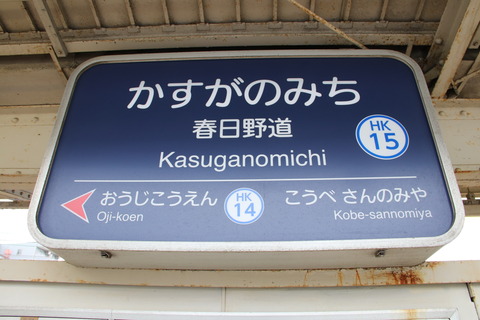 かすがのみち
春日野道
HK
15
Kasuganomichi
おうじこうえん HK こうべ さんのみや
Oji-koen 14 Kobe-sannomiya